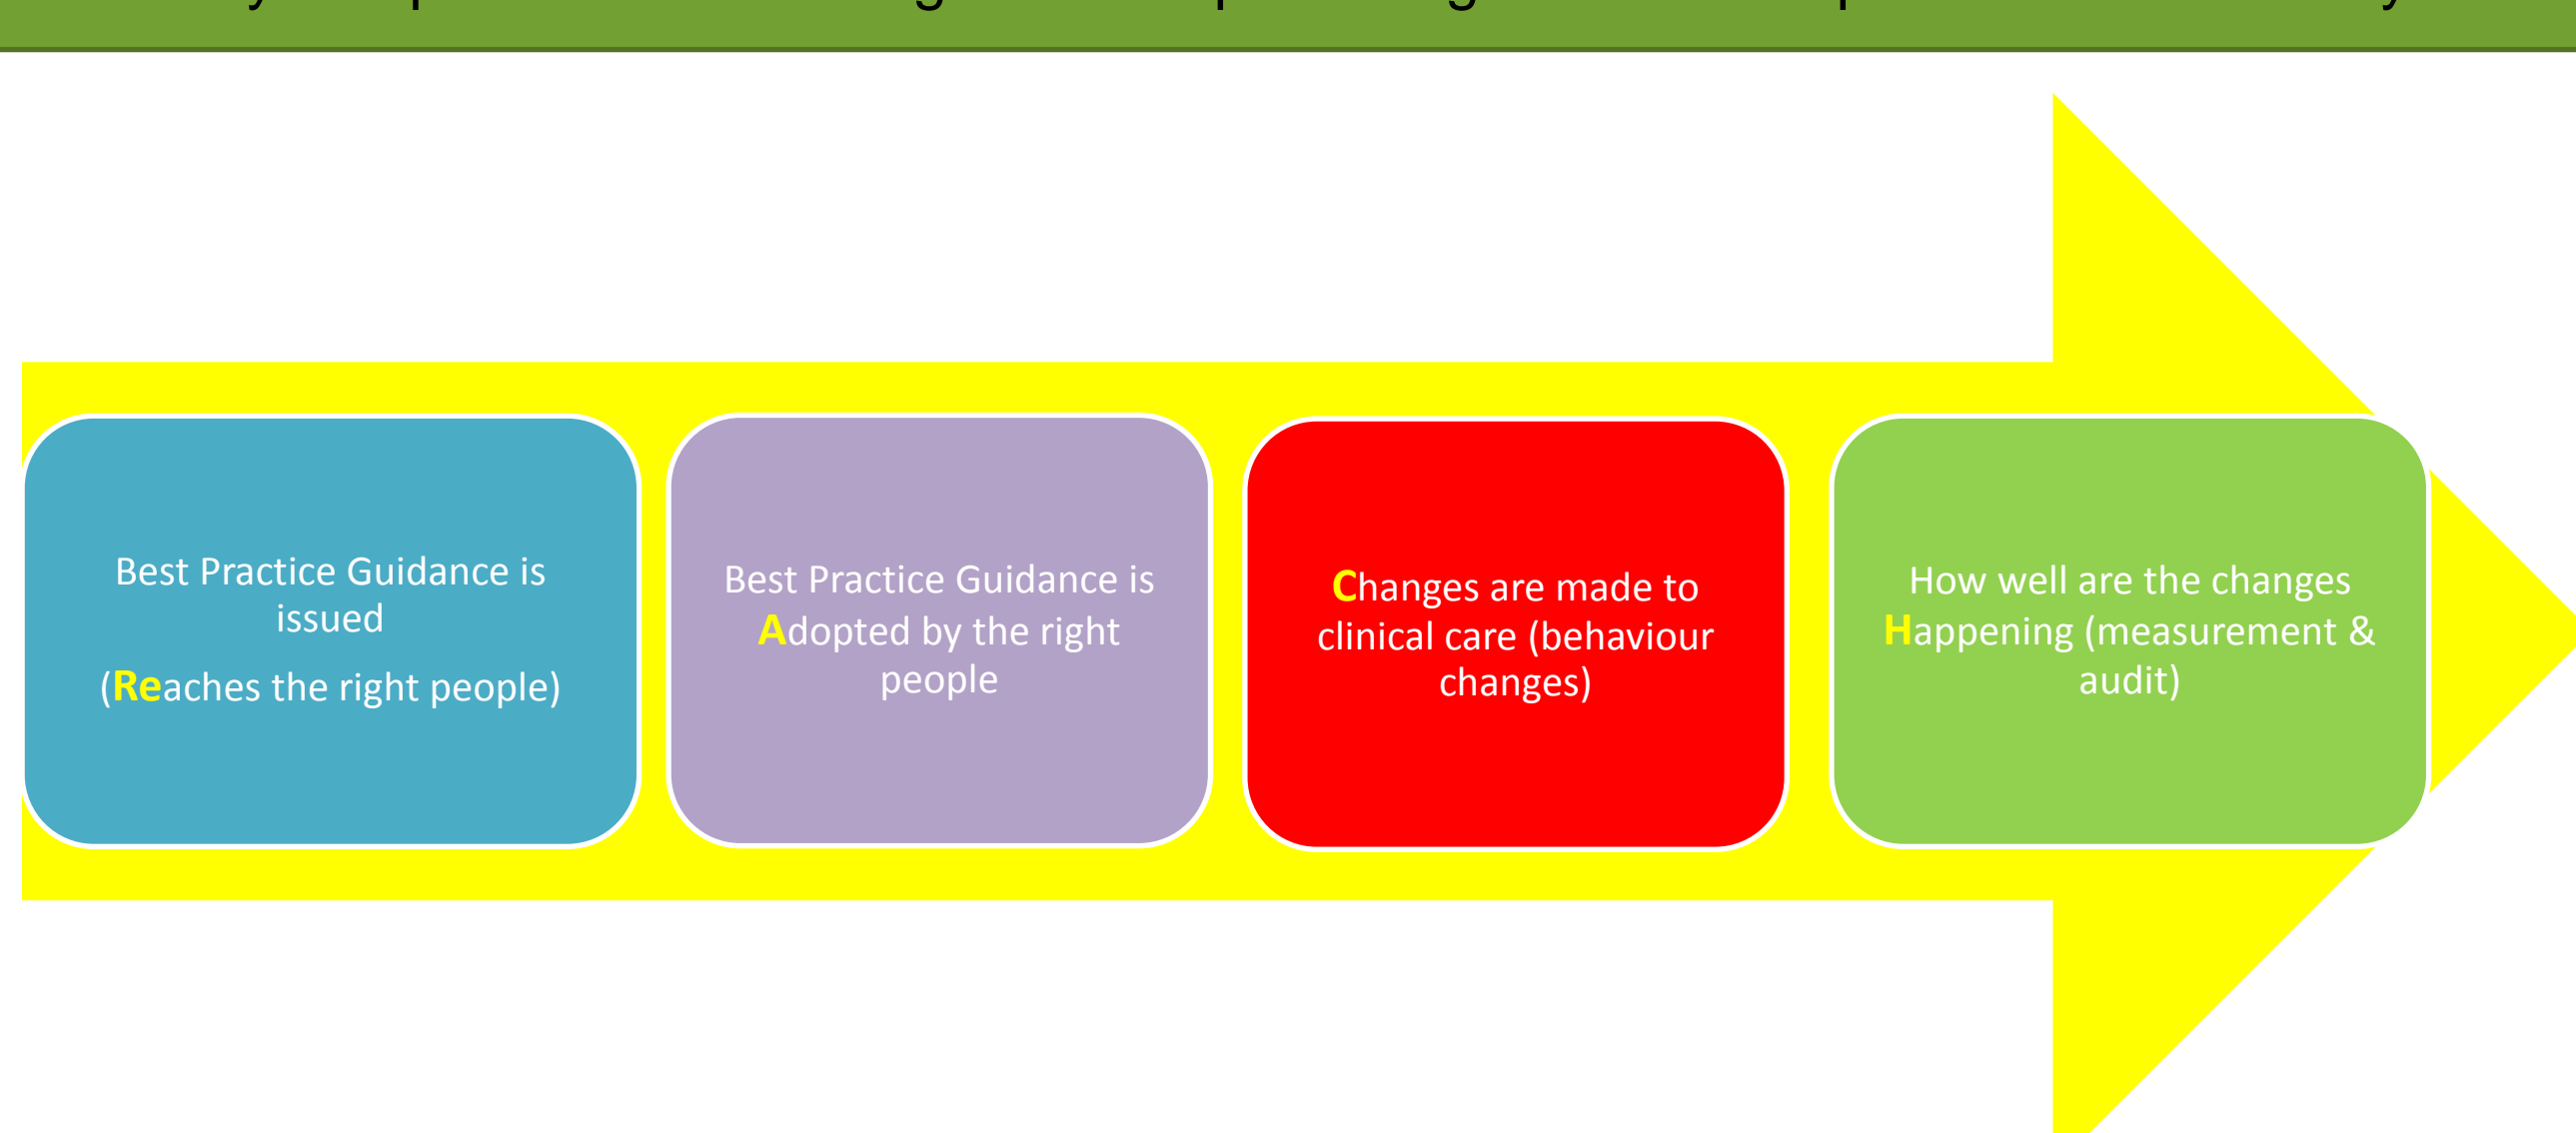 Best Practice Guidance is
issued
(Reaches the right people)
Best Practice Guidance is
Adopted by the right
people
Changes are made to
clinical care (behaviour
changes)
How well are the changes
Happening (measurement &
audit)